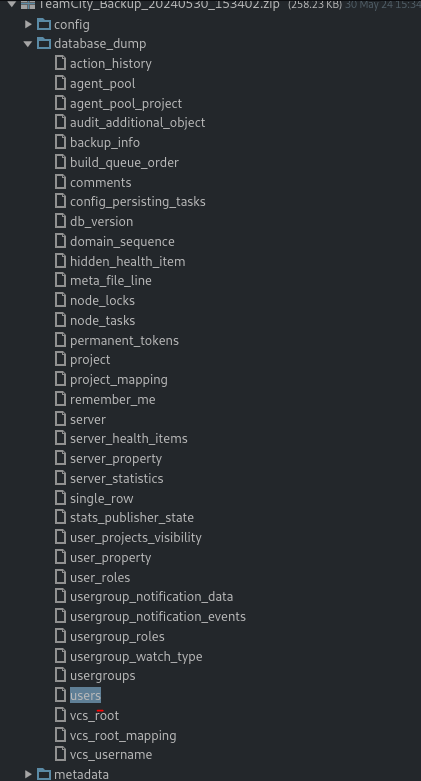 TeamCity_Backup_20240530_153402.zip (258.23 KB) 30 May 24 15:34
config
database_dump
action_history
agent_pool
agent_pool_project
audit_additional_object
backup_info
build_queue_order
comments
config_persisting_tasks
db_version
domain_sequence
hidden_health_item
meta_file_line
node_locks
node_tasks
permanent_tokens
project
project_mapping
remember_me
server
server_health_items
server_property
server_statistics
single_row
stats_publisher_state
user_projects_visibility
user_property
user_roles
usergroup_notification_data
usergroup_notification_events
usergroup_roles
usergroup_watch_type
usergroups
users
vcs_root
vcs_root_mapping
vcs_username
metadata